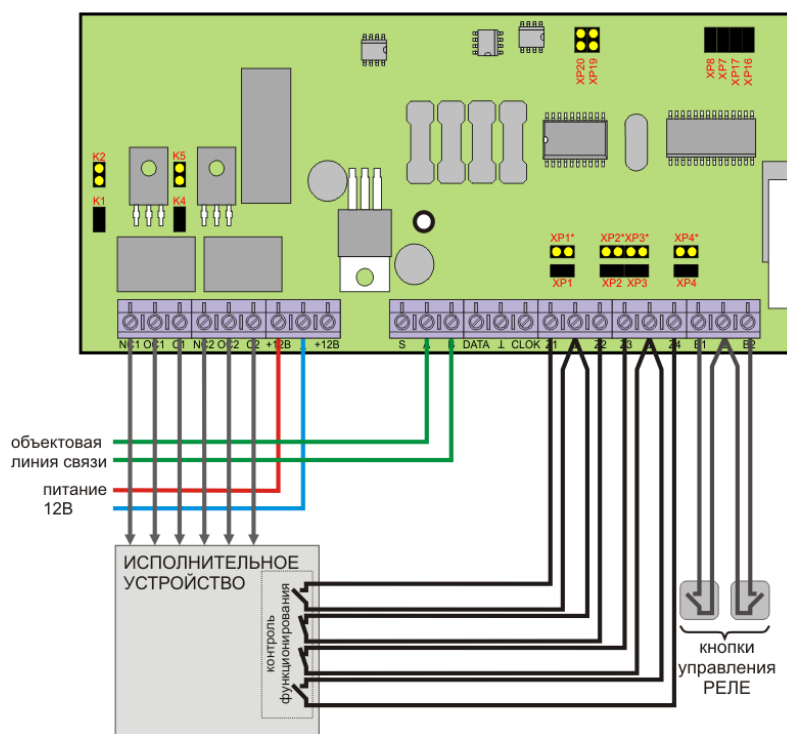 XP20
XP19
XP8
XP7
XP17
XP16
K2
K5
K1
K4
XP1*
XP2*
XP3*
XP4*
XP1
XP2
XP3
XP4
NC1 OC1 C1 NC2 OC2 C2 +12B +12B
S A B DATA ⊥ CLOK Z1 Z2 Z3 Z4 B1 B2
объектовая
линия связи
питание
12В
ИСПОЛНИТЕЛЬНОЕ
УСТРОЙСТВО
контроль
функционирования
кнопки
управления
РЕЛЕ